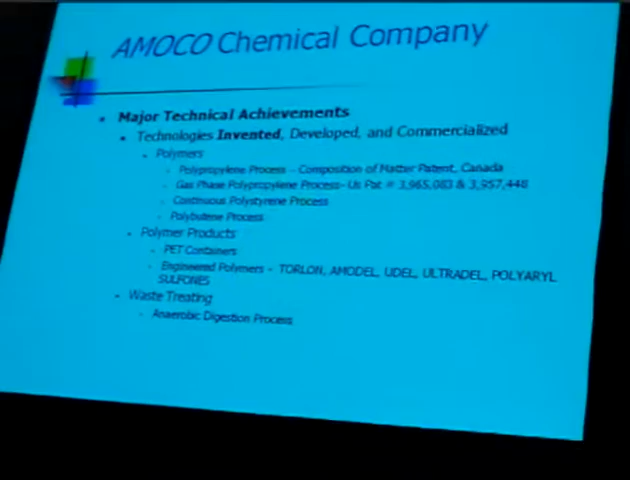 AMOCO Chemical Company
Major Technical Achievements
Technologies Invented, Developed, and Commercialized
Polymers
Polypropylene Process - Composition of Matter Patent, Canada
Gas Phase Polypropylene Process- Us Pat # 3,965,083 & 3,957,448
Continuous Polystyrene Process
Polybutene Process
Polymer Products
PET Containers
Engineered Polymers - TORLON, AMODEL, UDEL, ULTRADEL, POLYARYL
SULFONES
Waste Treating
Anaerobic Digestion Process